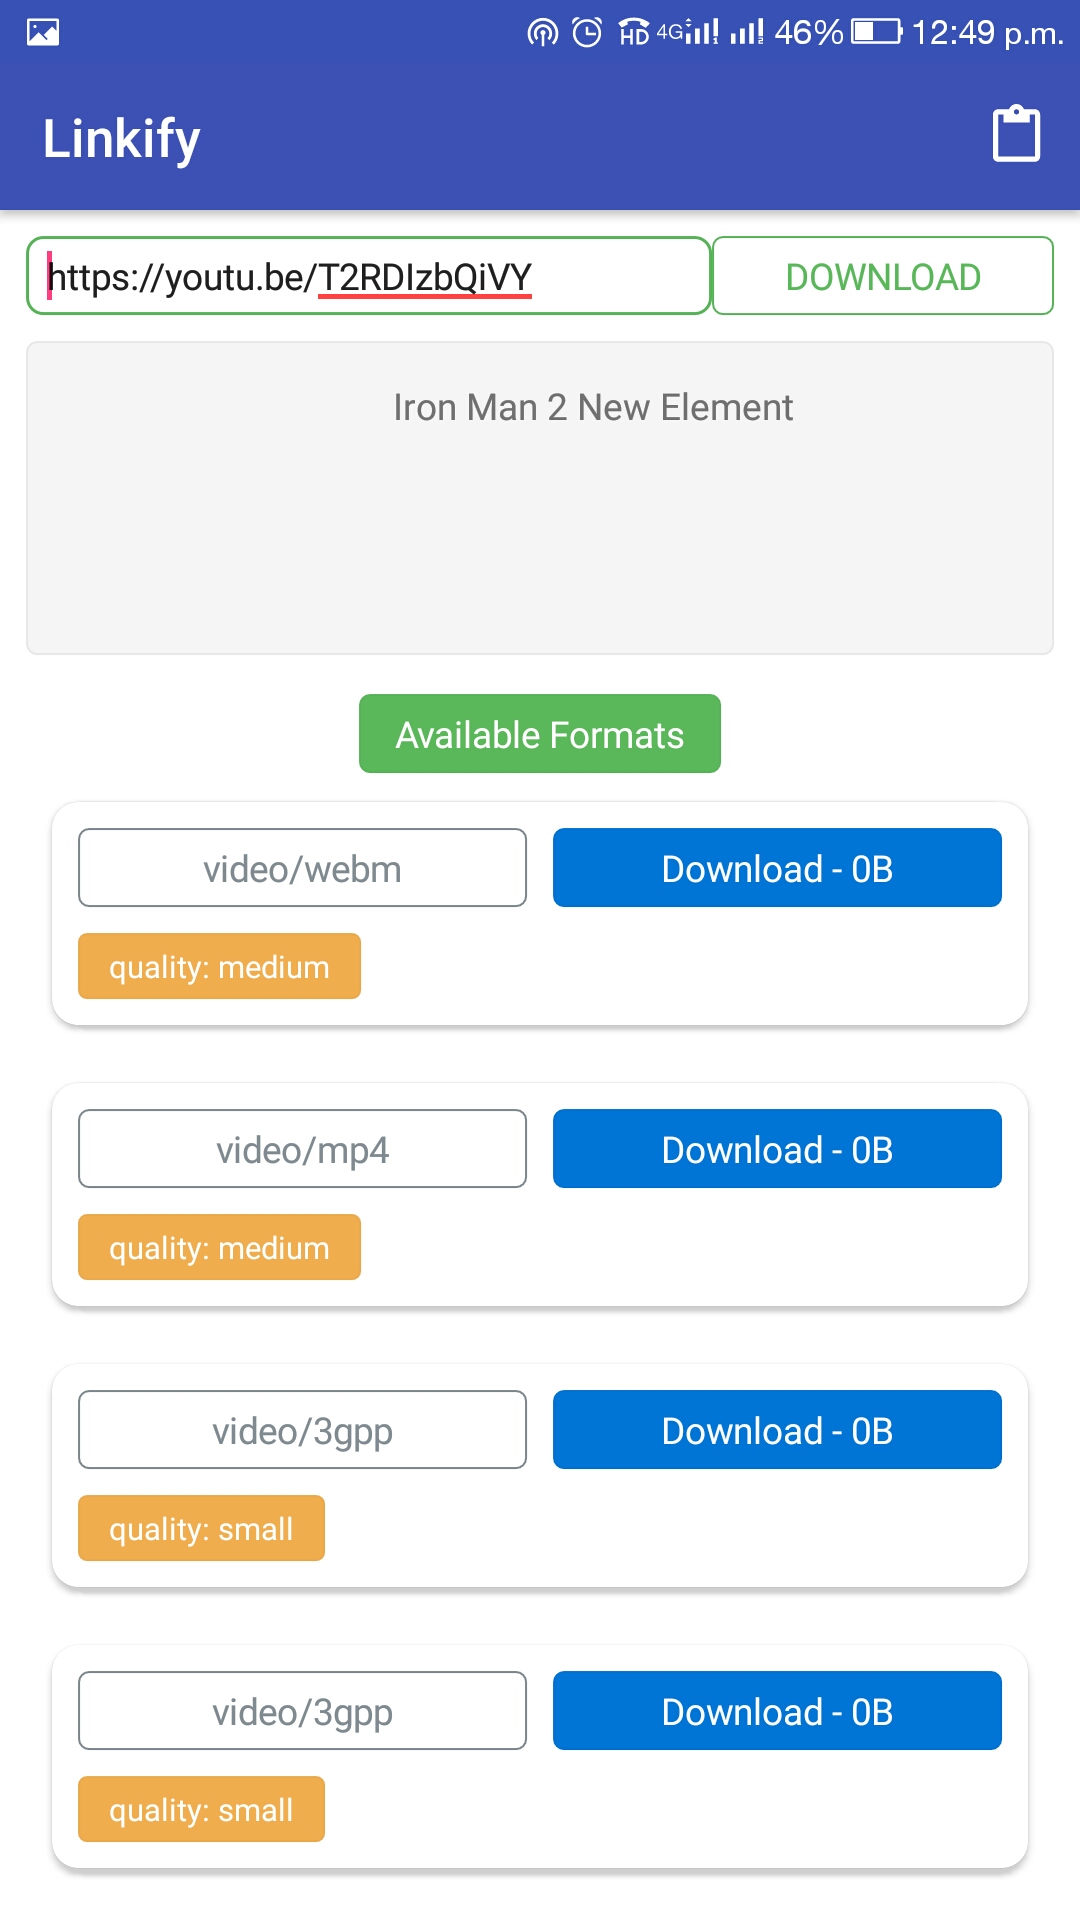 HD 4G 1 2 46% 12:49 p.m.
Linkify
https://youtu.be/T2RDIzbQiVY DOWNLOAD
Iron Man 2 New Element
Available Formats
video/webm Download - 0B
quality: medium
video/mp4 Download - 0B
quality: medium
video/3gpp Download - 0B
quality: small
video/3gpp Download - 0B
quality: small